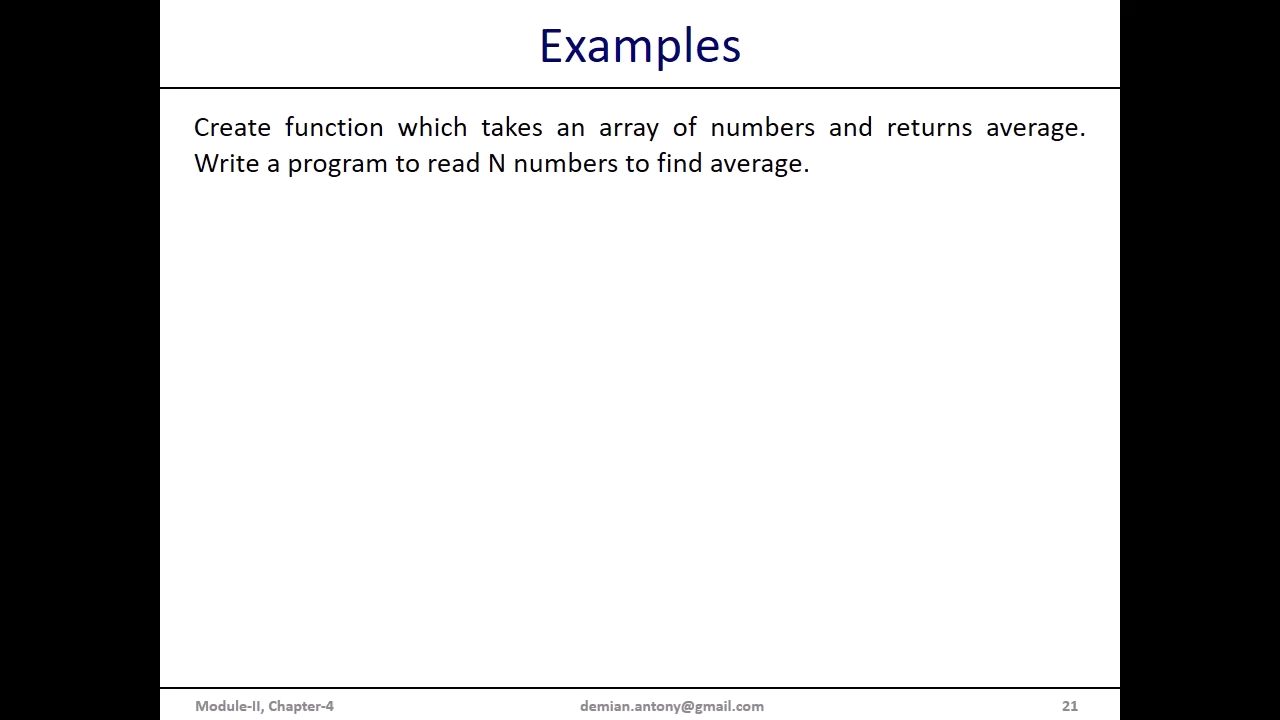 Examples
Create function which takes an array of numbers and returns average.
Write a program to read N numbers to find average.
Module-II, Chapter-4
demian.antony@gmail.com
21